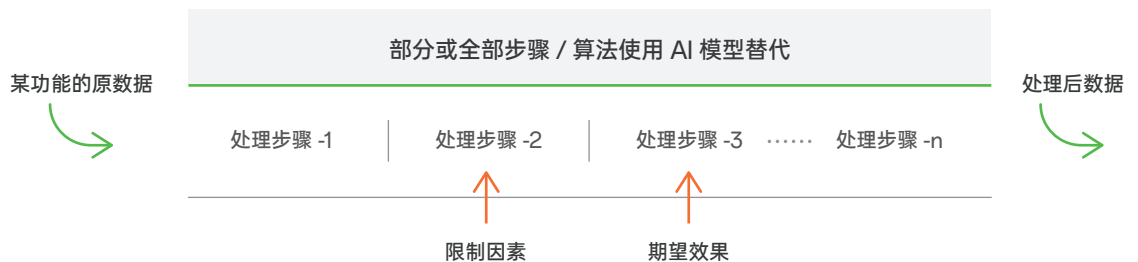 部分或全部步骤 / 算法使用 AI 模型替代
某功能的原数据
处理后数据
处理步骤 -1
处理步骤 -2
处理步骤 -3 …… 处理步骤 -n
限制因素
期望效果